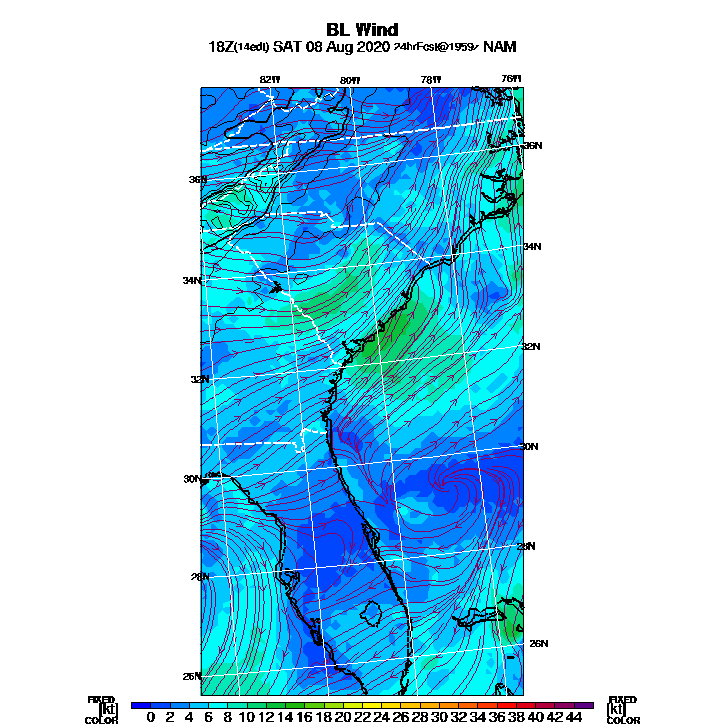 BL Wind
18Z(14edt) SAT 08 Aug 2020 24hrFcst@1959z NAM
82W 80W 78W 76W
36N
36N
34N
34N
32N
32N
30N
30N
28N
28N
26N
26N
FIXED FIXED
[kt] 0 2 4 6 8 10 12 14 16 18 20 22 24 26 28 30 32 34 36 38 40 42 44 [kt]
COLOR COLOR